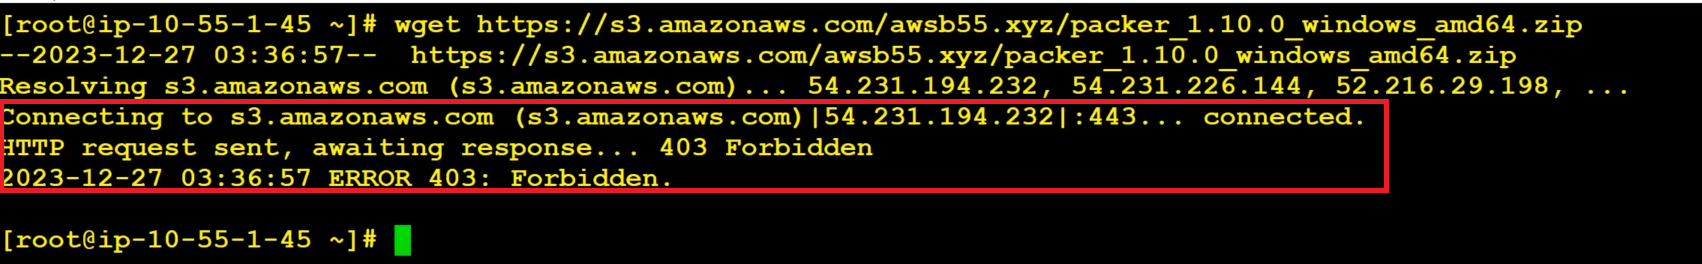 [root@ip-10-55-1-45 ~]# wget https://s3.amazonaws.com/awsb55.xyz/packer_1.10.0_windows_amd64.zip
--2023-12-27 03:36:57--  https://s3.amazonaws.com/awsb55.xyz/packer_1.10.0_windows_amd64.zip
Resolving s3.amazonaws.com (s3.amazonaws.com)... 54.231.194.232, 54.231.226.144, 52.216.29.198, ...
Connecting to s3.amazonaws.com (s3.amazonaws.com)|54.231.194.232|:443... connected.
HTTP request sent, awaiting response... 403 Forbidden
2023-12-27 03:36:57 ERROR 403: Forbidden.
[root@ip-10-55-1-45 ~]#